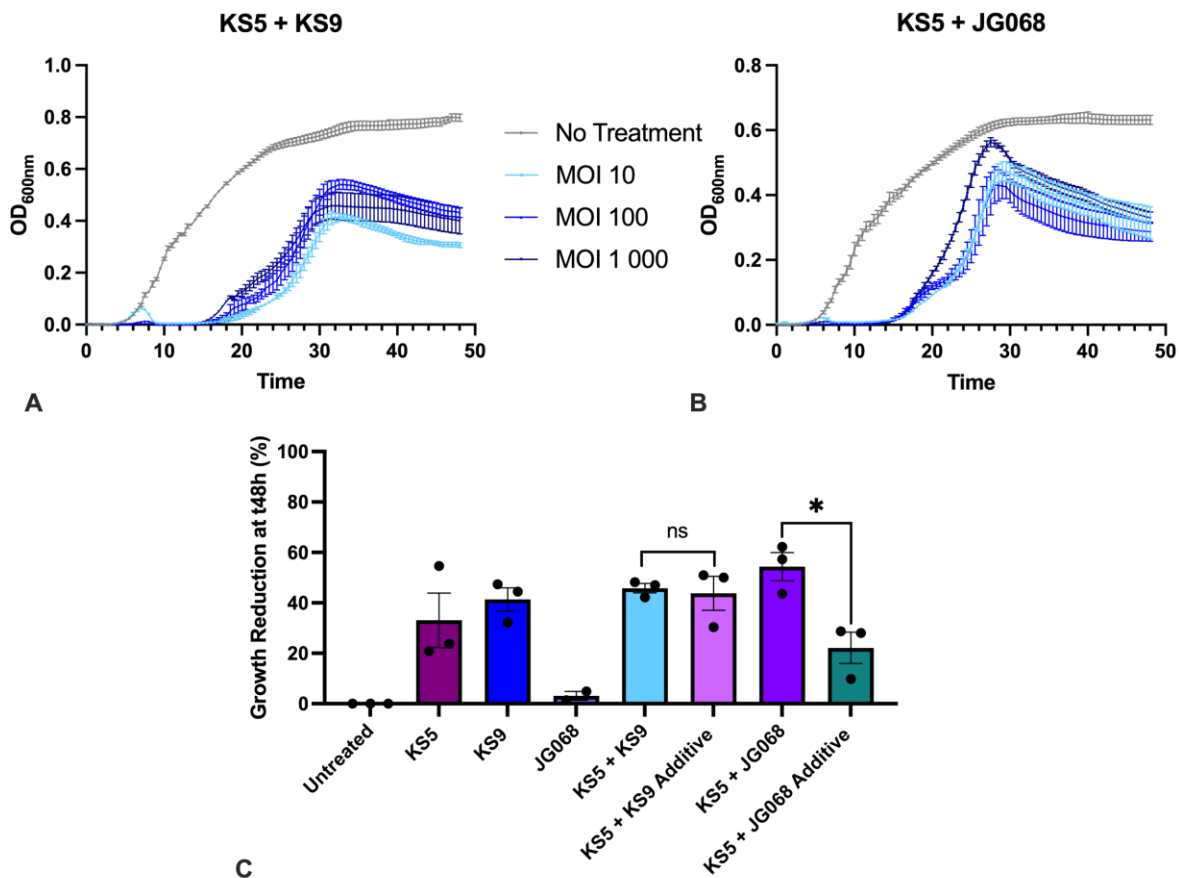 KS5 + KS9
KS5 + JG068
1.0
0.8
0.6
0.4
0.2
0.0
OD600nm
0 10 20 30 40 50
Time
A
No Treatment
MOI 10
MOI 100
MOI 1 000
0.8
0.6
0.4
0.2
0.0
OD600nm
0 10 20 30 40 50
Time
B
100
80
60
40
20
0
Growth Reduction at t48h (%)
ns
*
Untreated
KS5
KS9
JG068
KS5 + KS9
KS5 + KS9 Additive
KS5 + JG068
KS5 + JG068 Additive
C